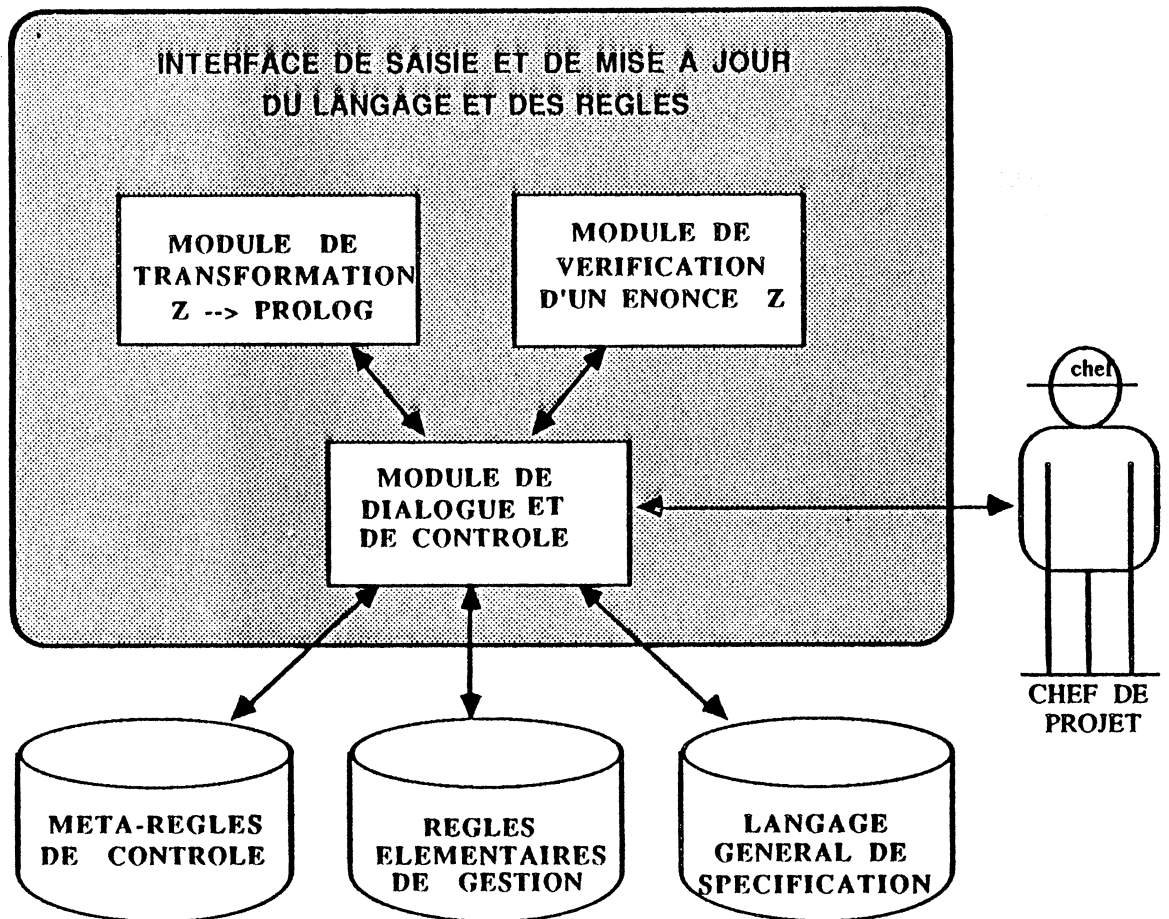 INTERFACE DE SAISIE ET DE MISE A JOUR
DU LANGAGE ET DES REGLES
MODULE DE
TRANSFORMATION
Z --> PROLOG
MODULE DE
VERIFICATION
D'UN ENONCE Z
chef
MODULE DE
DIALOGUE ET
DE CONTROLE
CHEF DE
PROJET
META-REGLES
DE CONTROLE
REGLES
ELEMENTAIRES
DE GESTION
LANGAGE
GENERAL DE
SPECIFICATION